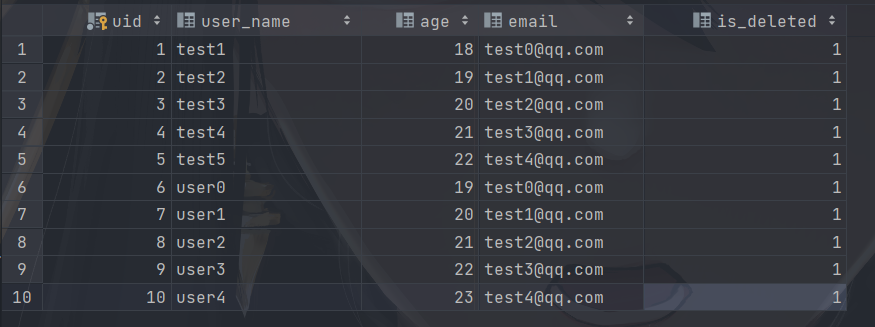 uid user_name age email is_deleted
1 1 test1 18 test0@qq.com 1
2 2 test2 19 test1@qq.com 1
3 3 test3 20 test2@qq.com 1
4 4 test4 21 test3@qq.com 1
5 5 test5 22 test4@qq.com 1
6 6 user0 19 test0@qq.com 1
7 7 user1 20 test1@qq.com 1
8 8 user2 21 test2@qq.com 1
9 9 user3 22 test3@qq.com 1
10 10 user4 23 test4@qq.com 1